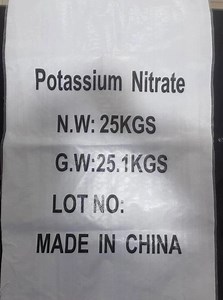 Potassium Nitrate
N.W: 25KGS
G.W:25.1KGS
LOT NO:
MADE IN CHINA